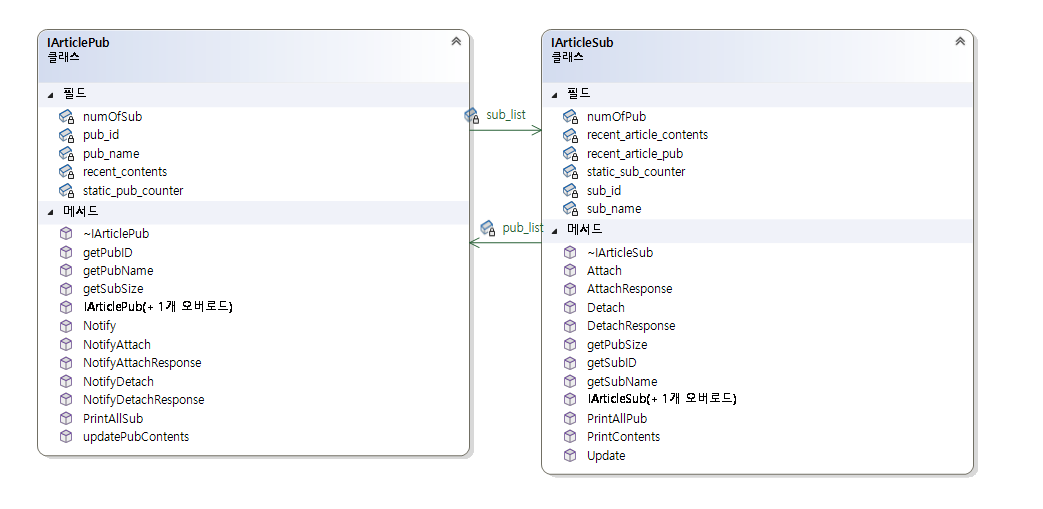 IArticlePub
클래스
필드
numOfSub
pub_id
pub_name
recent_contents
static_pub_counter
메서드
~IArticlePub
getPubID
getPubName
getSubSize
IArticlePub(+ 1개 오버로드)
Notify
NotifyAttach
NotifyAttachResponse
NotifyDetach
NotifyDetachResponse
PrintAllSub
updatePubContents
sub_list
pub_list
IArticleSub
클래스
필드
numOfPub
recent_article_contents
recent_article_pub
static_sub_counter
sub_id
sub_name
메서드
~IArticleSub
Attach
AttachResponse
Detach
DetachResponse
getPubSize
getSubID
getSubName
IArticleSub(+ 1개 오버로드)
PrintAllPub
PrintContents
Update